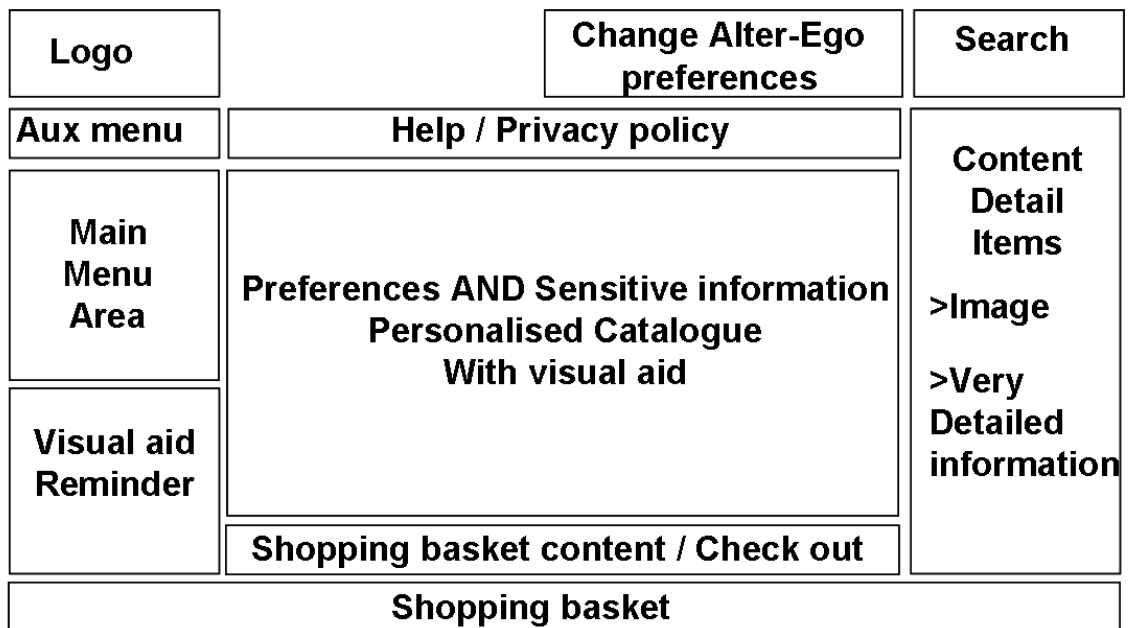 Logo
Change Alter-Ego
preferences
Search
Aux menu
Help / Privacy policy
Main
Menu
Area
Preferences AND Sensitive information
Personalised Catalogue
With visual aid
Content
Detail
Items
>Image
>Very
Detailed
information
Visual aid
Reminder
Shopping basket content / Check out
Shopping basket